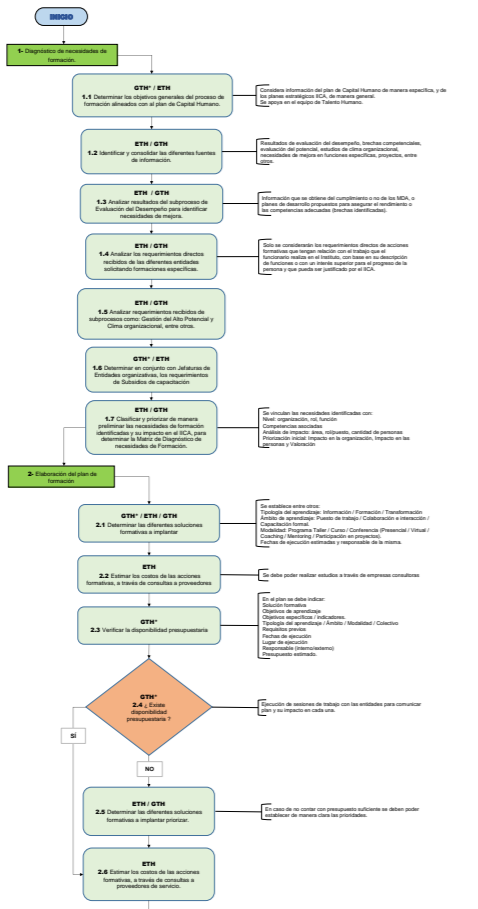 INICIO
1- Diagnóstico de necesidades de
formación.
GTH* / ETH
1.1 Determinar los objetivos generales del proceso de
formación alineados con el plan de Capital Humano.
Considera información del plan de Capital Humano de manera específica, y de
los planes estratégicos IICA, de manera general.
Se apoya en el equipo de Talento Humano.
ETH / GTH
1.2 Identificar y consolidar las diferentes fuentes
de información.
Resultados de evaluación del desempeño, brechas competenciales,
evaluación del potencial, estudios de clima organizacional,
necesidades de mejora en funciones específicas, proyectos, entre
otros.
ETH / GTH
1.3 Analizar resultados del subproceso de
Evaluación del Desempeño para identificar
necesidades de mejora.
Información que se obtiene del cumplimiento o no de los MDA, o
planes de desarrollo propuestos para asegurar el rendimiento o
las competencias adecuadas (brechas identificadas).
ETH / GTH
1.4 Analizar los requerimientos directos
recibidos de las diferentes entidades
solicitando formaciones específicas.
Solo se considerarán los requerimientos directos de acciones
formativas que tengan relación con el trabajo que el
funcionario realiza en el Instituto, con base en su descripción
de funciones o con un interés superior para el progreso de la
persona y que pueda ser justificado por el IICA.
ETH / GTH
1.5 Analizar requerimientos recibidos de
subprocesos como: Gestión del Alto Potencial y
Clima organizacional, entre otros.
GTH* / ETH
1.6 Determinar en conjunto con Jefaturas de
Entidades organizativas, los requerimientos
de Subsidios de capacitación
ETH / GTH
1.7 Clasificar y priorizar de manera
preliminar las necesidades de formación
identificadas y su impacto en el IICA, para
determinar la Matriz de Diagnóstico de
necesidades de Formación.
Se vinculan las necesidades identificadas con:
Nivel: organización, rol, función
Competencias asociadas
Análisis de impacto: área, rol/puesto, cantidad de personas
Priorización inicial: Impacto en la organización, Impacto en las
personas y Valoración
2- Elaboración del plan de
formación
GTH* / ETH / GTH
2.1 Determinar las diferentes soluciones
formativas a implantar
Se establece entre otros:
Tipología del aprendizaje: Información / Formación / Transformación
Ámbito de aprendizaje: Puesto de trabajo / Colaboración e interacción /
Capacitación formal,
Modalidad: Programa Taller / Curso / Conferencia (Presencial / Virtual /
Coaching / Mentoring / Participación en proyectos).
Fechas de ejecución estimadas y responsable de la misma.
ETH
2.2 Estimar los costos de las acciones
formativas, a través de consultas a proveedores
Se debe poder realizar estudios a través de empresas consultoras
GTH*
2.3 Verificar la disponibilidad presupuestaria
En el plan se debe indicar:
Solución formativa
Objetivos de aprendizaje
Objetivos específicos / indicadores.
Tipología del aprendizaje / Ámbito / Modalidad / Colectivo
Requisitos previos
Fechas de ejecución
Lugar de ejecución
Responsable (interno/externo)
Presupuesto estimado.
GTH*
2.4 ¿ Existe
disponibilidad
presupuestaria ?
Ejecución de sesiones de trabajo con las entidades para comunicar
plan y su impacto en cada una.
SÍ
NO
ETH / GTH
2.5 Determinar las diferentes soluciones
formativas a implantar priorizar.
En caso de no contar con presupuesto suficiente se deben poder
establecer de manera clara las prioridades.
ETH
2.6 Estimar los costos de las acciones
formativas, a través de consultas a
proveedores de servicio.